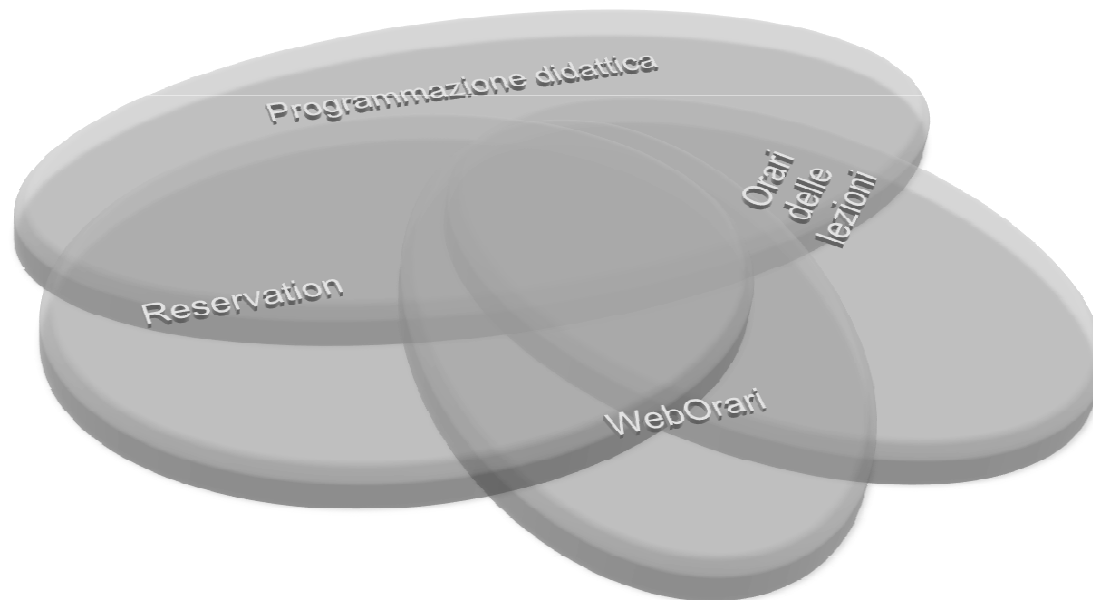 Programmazione didattica
Orari
delle
lezioni
Reservation
WebOrari